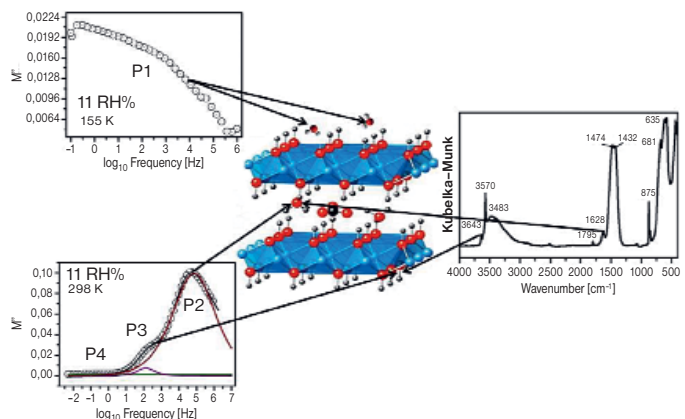 0,0224
0,0192
0,0160
0,0128
0,0096
0,0064
M''
P1
11 RH%
155 K
-1 0 1 2 3 4 5 6
log10 Frequency [Hz]
0,10
0,08
0,06
0,04
0,02
0,00
M''
11 RH%
298 K
P4
P3
P2
-2 -1 0 1 2 3 4 5 6 7
log10 Frequency [Hz]
Kubelka–Munk
635
1474
1432
681
3570
3483
875
3643
1628
1795
4000 3500 3000 2500 2000 1500 1000 500
Wavenumber [cm⁻¹]